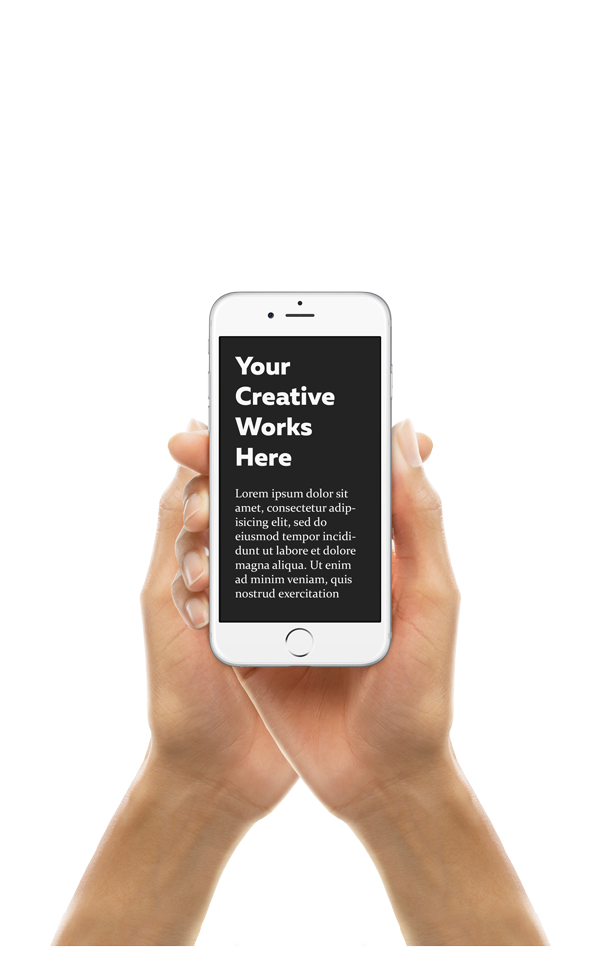 Your
Creative
Works
Here
Lorem ipsum dolor sit
amet, consectetur adip-
isicing elit, sed do
eiusmod tempor incidi-
dunt ut labore et dolore
magna aliqua. Ut enim
ad minim veniam, quis
nostrud exercitation